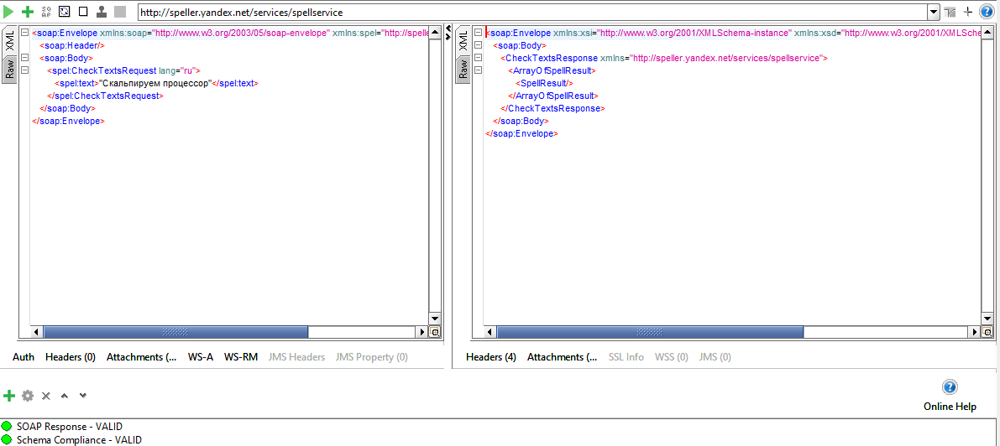 http://speller.yandex.net/services/spellservice
XML
Raw
<soap:Envelope xmlns:soap="http://www.w3.org/2003/05/soap-envelope" xmlns:spel="http://spelle
<soap:Header/>
<soap:Body>
<spel:CheckTextsRequest lang="ru">
<spel:text>"Скальпируем процессор"</spel:text>
</spel:CheckTextsRequest>
</soap:Body>
</soap:Envelope>
Auth Headers (0) Attachments (... WS-A WS-RM JMS Headers JMS Property (0)
XML
Raw
<soap:Envelope xmlns:xsi="http://www.w3.org/2001/XMLSchema-instance" xmlns:xsd="http://www.w3.org/2001/XMLSche
<soap:Body>
<CheckTextsResponse xmlns="http://speller.yandex.net/services/spellservice">
<ArrayOfSpellResult>
<SpellResult/>
</ArrayOfSpellResult>
</CheckTextsResponse>
</soap:Body>
</soap:Envelope>
Headers (4) Attachments (... SSL Info WSS (0) JMS (0)
Online Help
SOAP Response - VALID
Schema Compliance - VALID